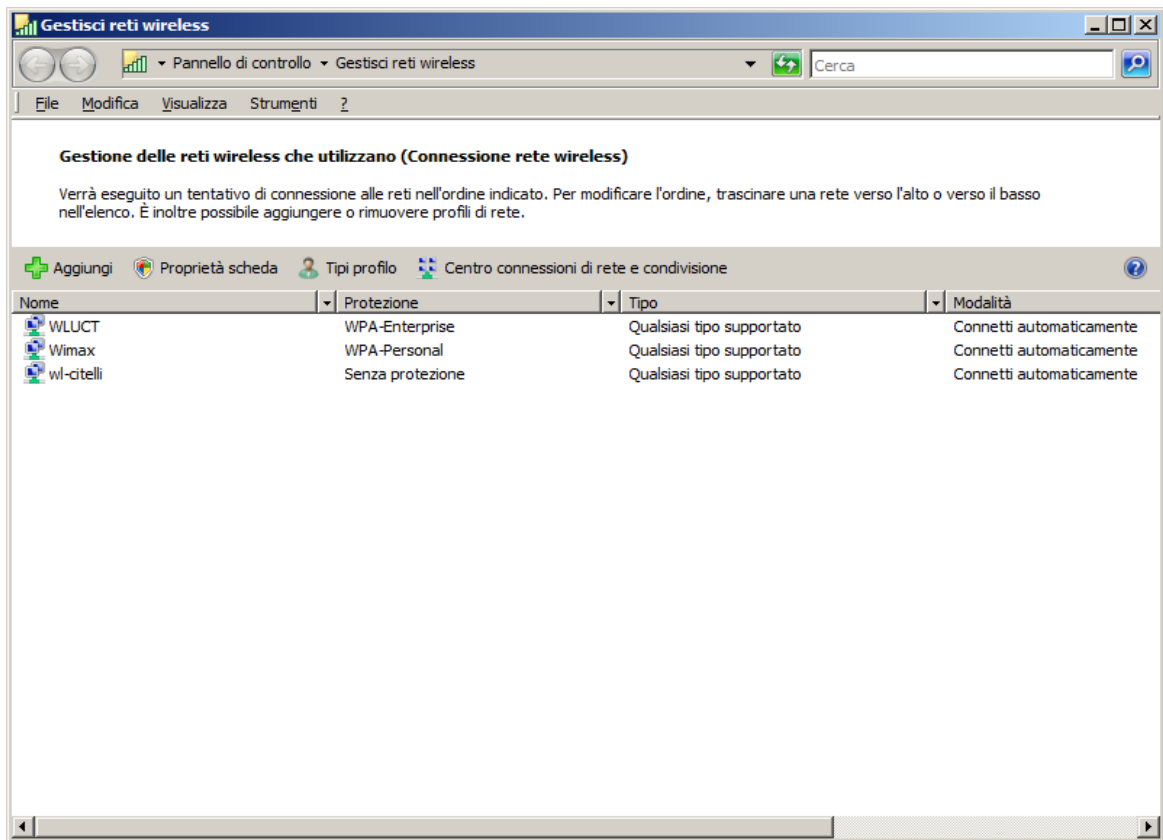 Gestisci reti wireless
Pannello di controllo Gestisci reti wireless Cerca
File Modifica Visualizza Strumenti ?
Gestione delle reti wireless che utilizzano (Connessione rete wireless)
Verrà eseguito un tentativo di connessione alle reti nell'ordine indicato. Per modificare l'ordine, trascinare una rete verso l'alto o verso il basso
nell'elenco. È inoltre possibile aggiungere o rimuovere profili di rete.
Aggiungi Proprietà scheda Tipi profilo Centro connessioni di rete e condivisione ?
Nome Protezione Tipo Modalità
WLUCT WPA-Enterprise Qualsiasi tipo supportato Connetti automaticamente
Wimax WPA-Personal Qualsiasi tipo supportato Connetti automaticamente
wl-citelli Senza protezione Qualsiasi tipo supportato Connetti automaticamente